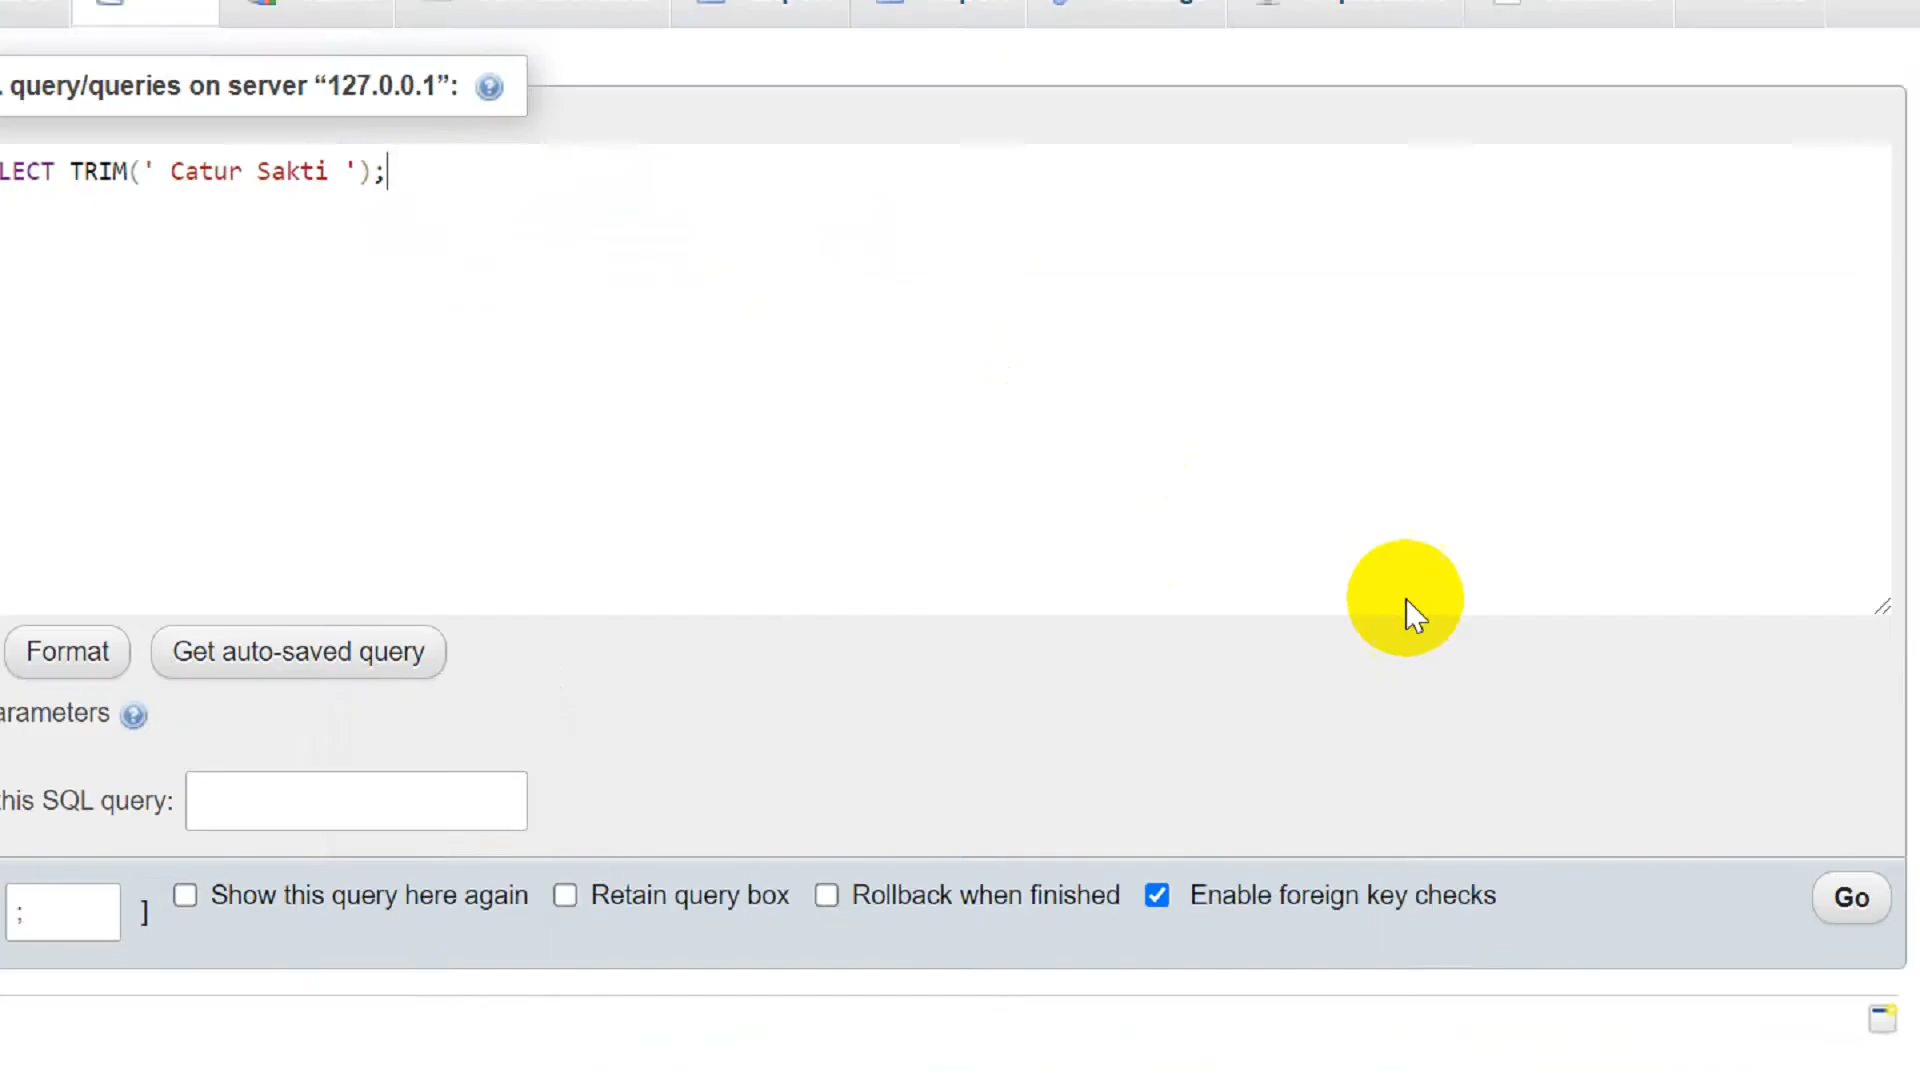 . query/queries on server “127.0.0.1”:
LECT TRIM(' Catur Sakti ');
Format Get auto-saved query
arameters
this SQL query:
; ] Show this query here again Retain query box Rollback when finished Enable foreign key checks Go